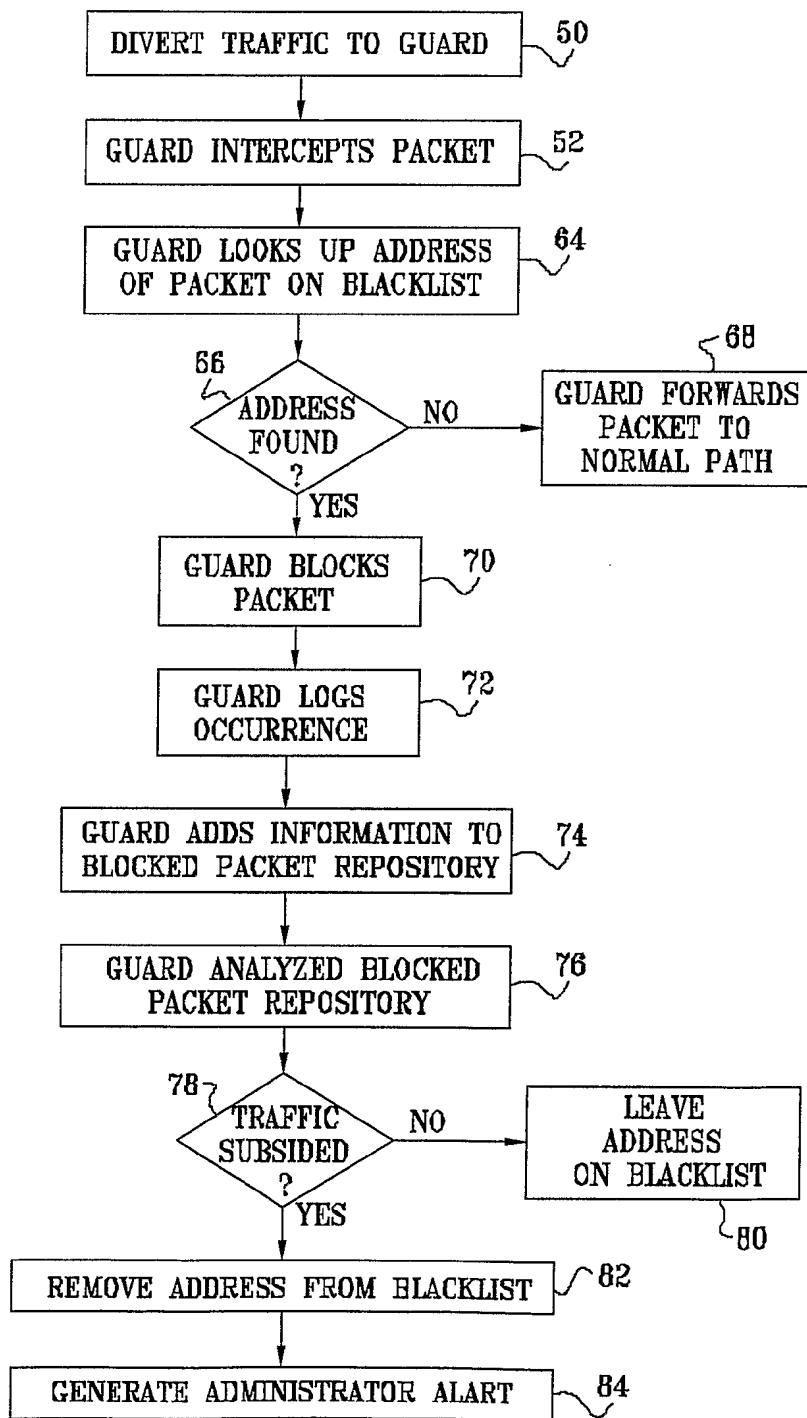 DIVERT TRAFFIC TO GUARD
50
GUARD INTERCEPTS PACKET
52
GUARD LOOKS UP ADDRESS
OF PACKET ON BLACKLIST
64
66
ADDRESS
FOUND
?
NO
YES
68
GUARD FORWARDS
PACKET TO
NORMAL PATH
GUARD BLOCKS
PACKET
70
GUARD LOGS
OCCURRENCE
72
GUARD ADDS INFORMATION TO
BLOCKED PACKET REPOSITORY
74
GUARD ANALYZED BLOCKED
PACKET REPOSITORY
76
78
TRAFFIC
SUBSIDED
?
NO
YES
LEAVE
ADDRESS
ON BLACKLIST
80
REMOVE ADDRESS FROM BLACKLIST
82
GENERATE ADMINISTRATOR ALART
84